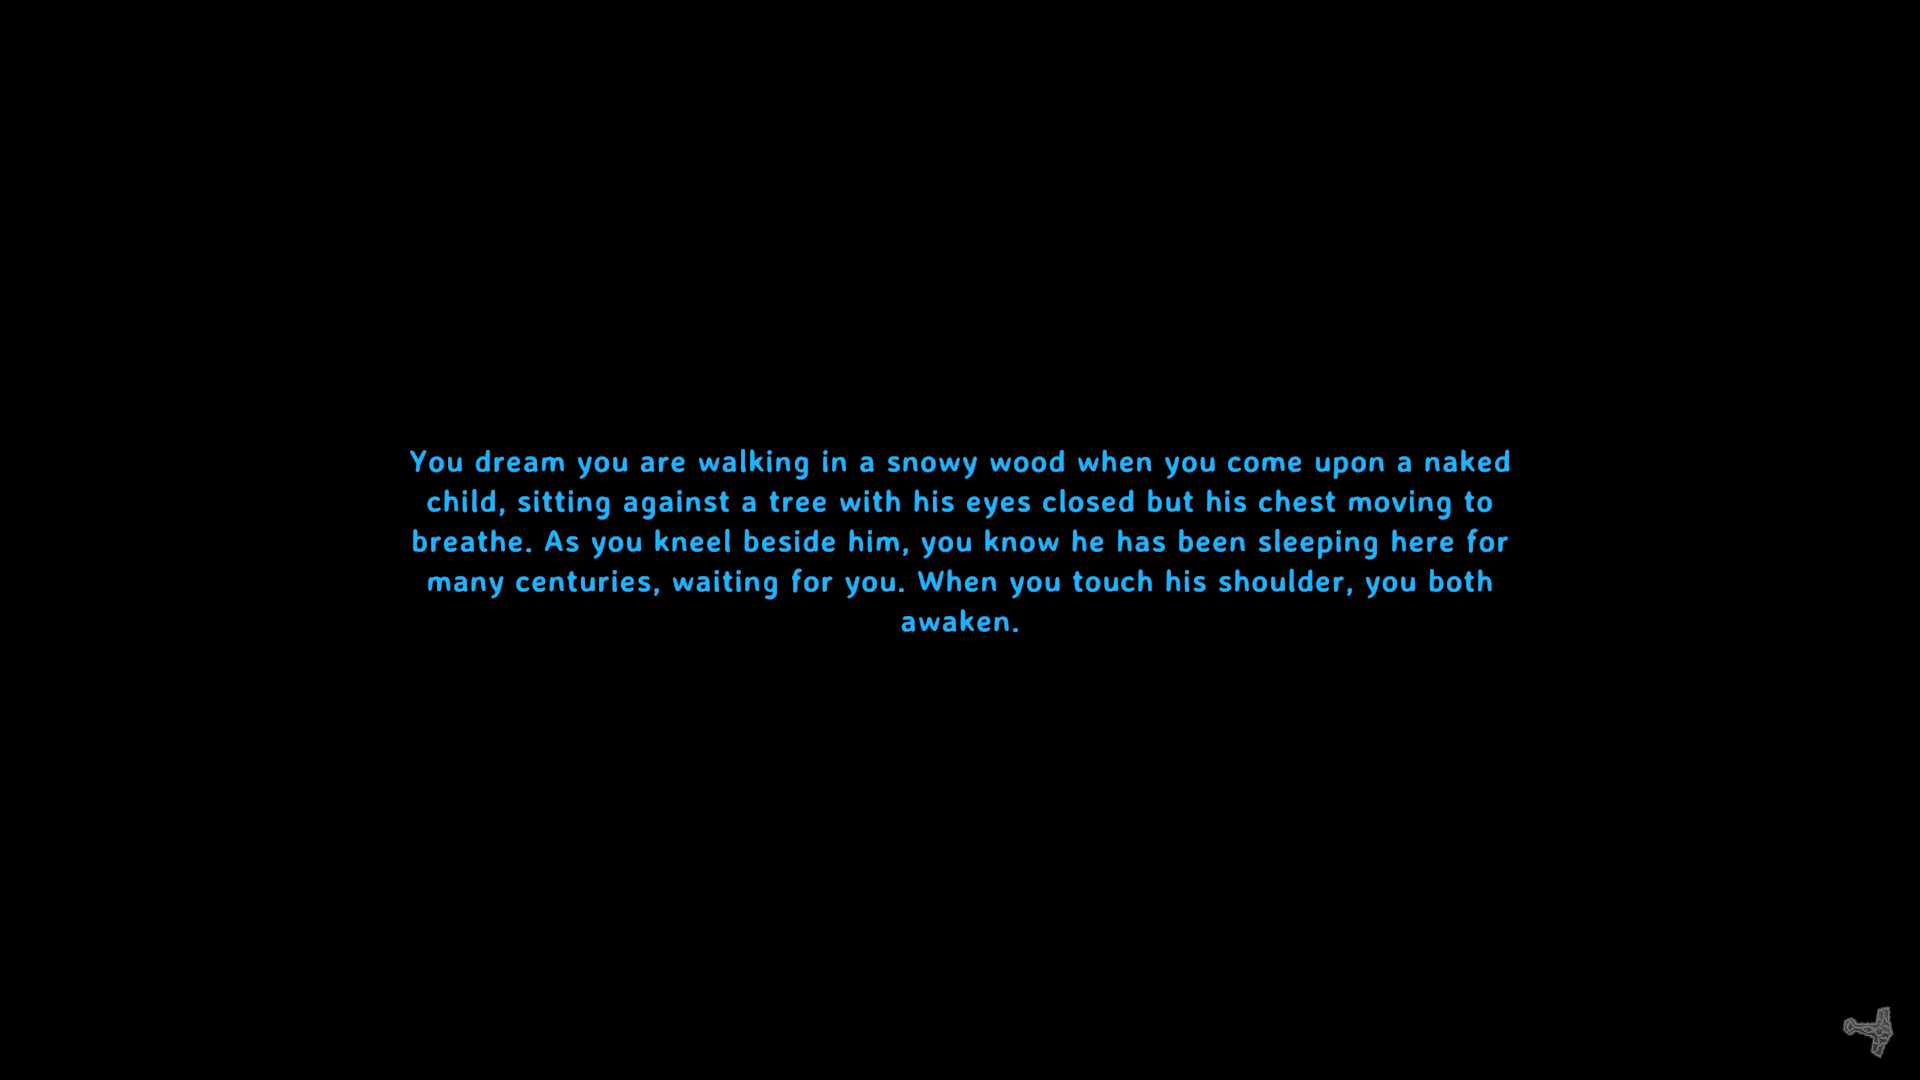 You dream you are walking in a snowy wood when you come upon a naked
child, sitting against a tree with his eyes closed but his chest moving to
breathe. As you kneel beside him, you know he has been sleeping here for
many centuries, waiting for you. When you touch his shoulder, you both
awaken.